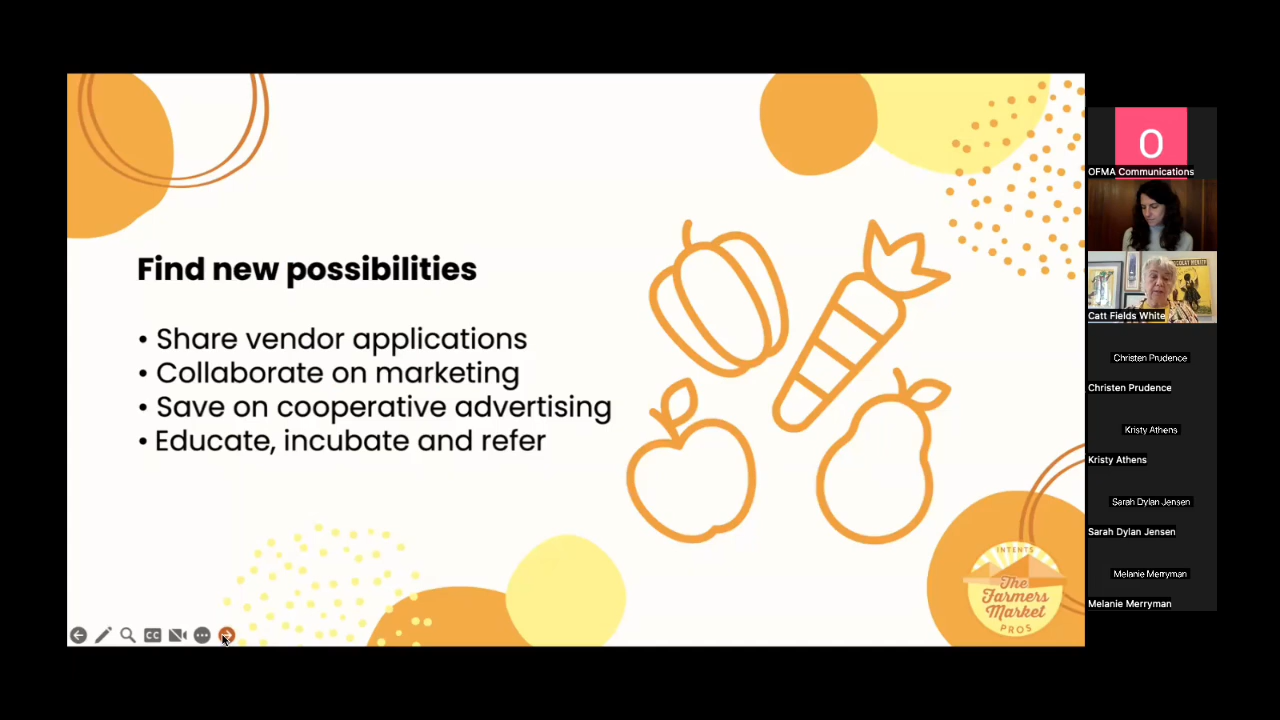 Find new possibilities
• Share vendor applications
• Collaborate on marketing
• Save on cooperative advertising
• Educate, incubate and refer
INTENTS
The
Farmers
Market
PROS
CC
O
OFMA Communications
Catt Fields White
Christen Prudence
Christen Prudence
Kristy Athens
Kristy Athens
Sarah Dylan Jensen
Sarah Dylan Jensen
Melanie Merryman
Melanie Merryman